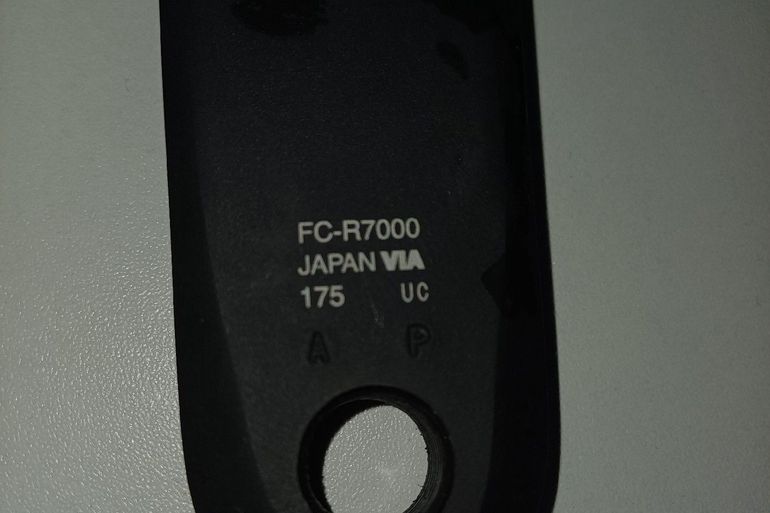 FC-R7000
JAPAN VIA
175 UC
A P